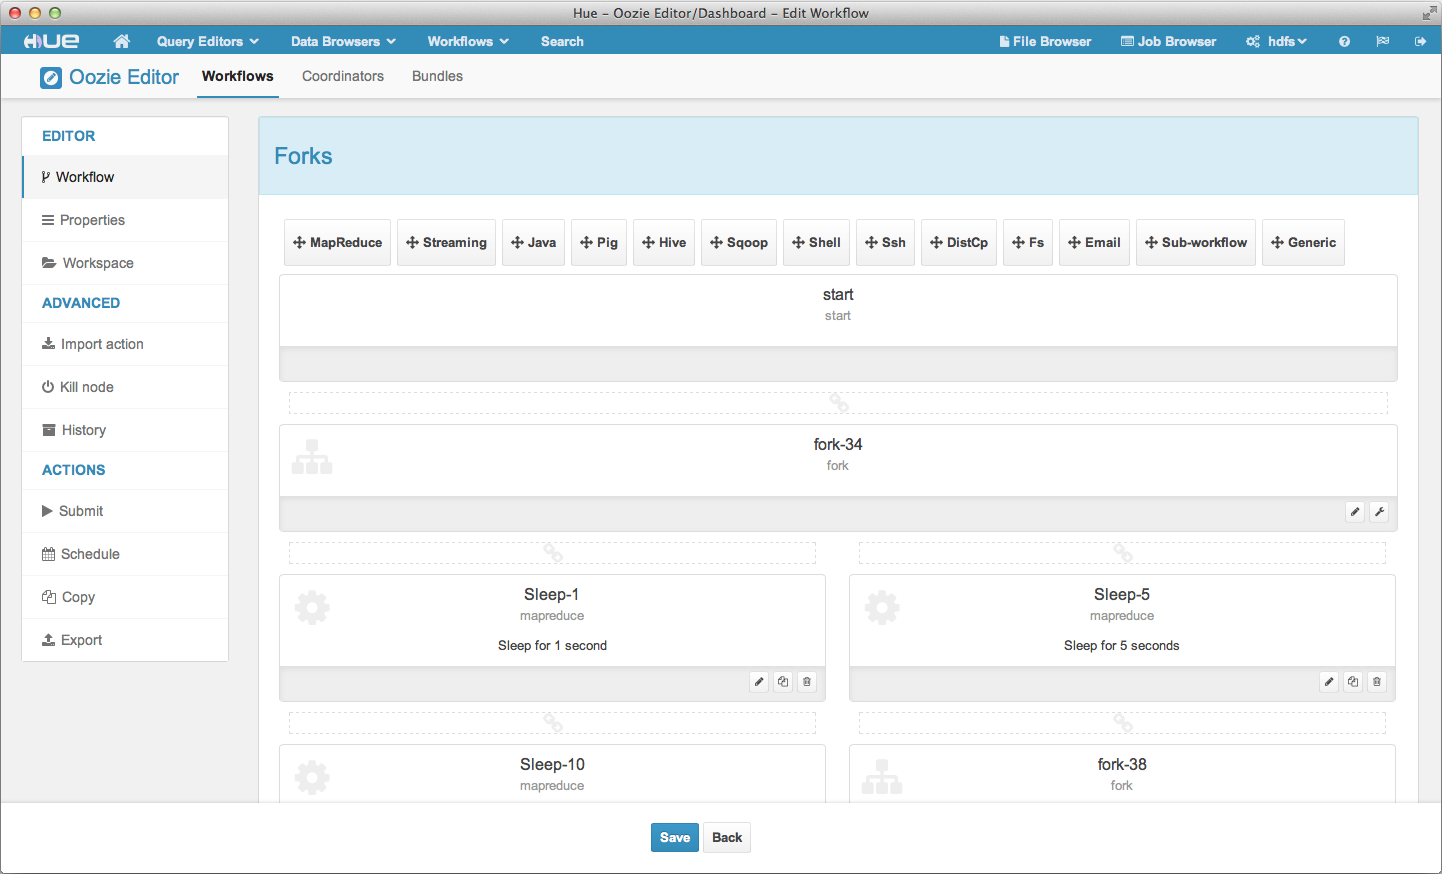 Hue - Oozie Editor/Dashboard - Edit Workflow
HUE Query Editors Data Browsers Workflows Search File Browser Job Browser hdfs
Oozie Editor Workflows Coordinators Bundles
EDITOR
Workflow
Properties
Workspace
ADVANCED
Import action
Kill node
History
ACTIONS
Submit
Schedule
Copy
Export
Forks
MapReduce Streaming Java Pig Hive Sqoop Shell Ssh DistCp Fs Email Sub-workflow Generic
start
start
fork-34
fork
Sleep-1
mapreduce
Sleep for 1 second
Sleep-5
mapreduce
Sleep for 5 seconds
Sleep-10
mapreduce
fork-38
fork
Save Back